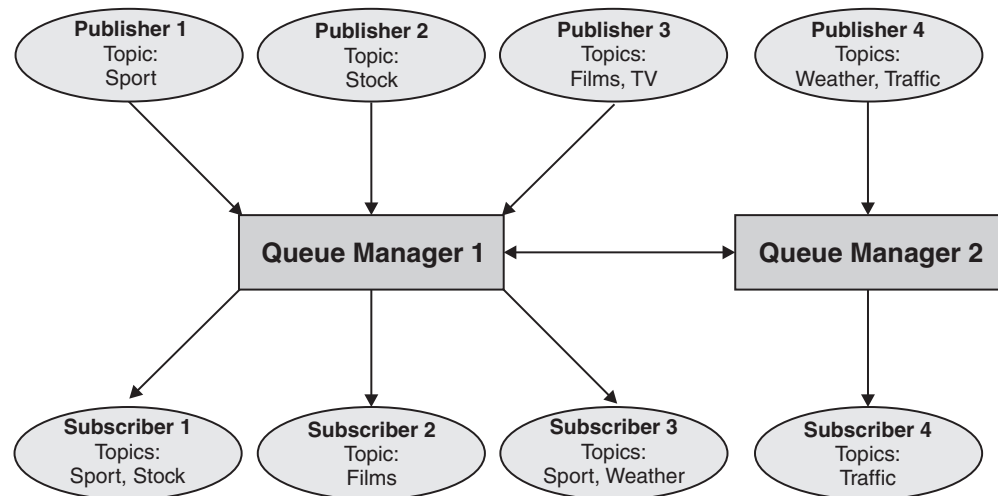 Publisher 1
Topic:
Sport
Publisher 2
Topic:
Stock
Publisher 3
Topics:
Films, TV
Publisher 4
Topics:
Weather, Traffic
Queue Manager 1
Queue Manager 2
Subscriber 1
Topics:
Sport, Stock
Subscriber 2
Topic:
Films
Subscriber 3
Topics:
Sport, Weather
Subscriber 4
Topics:
Traffic